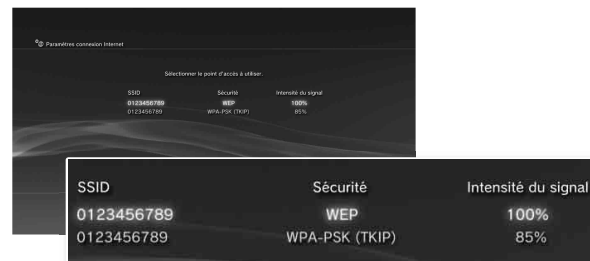 Paramètres connexion Internet
Sélectionner le point d'accès à utiliser.
SSID Sécurité Intensité du signal
0123456789 WEP 100%
0123456789 WPA-PSK (TKIP) 85%
SSID Sécurité Intensité du signal
0123456789 WEP 100%
0123456789 WPA-PSK (TKIP) 85%